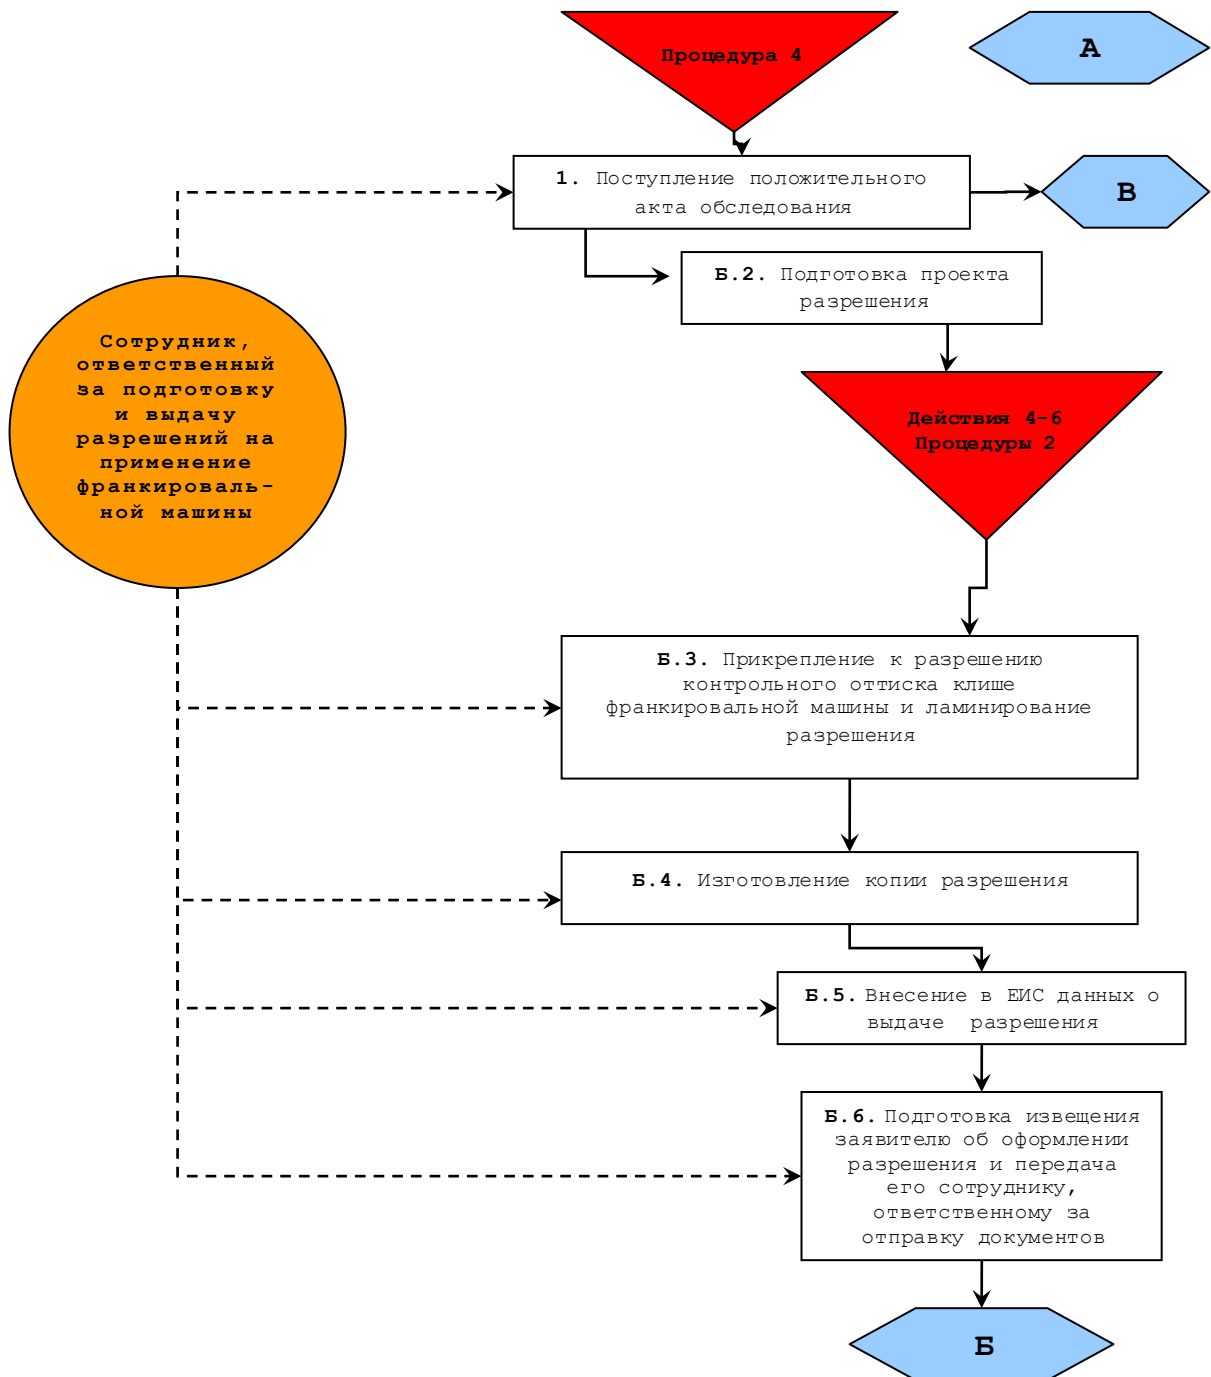 Процедура 4
А
1. Поступление положительного
акта обследования
В
Б.2. Подготовка проекта
разрешения
Сотрудник,
ответственный
за подготовку
и выдачу
разрешений на
применение
франкироваль-
ной машины
Действия 4-6
Процедуры 2
Б.3. Прикрепление к разрешению
контрольного оттиска клише
франкировальной машины и ламинирование
разрешения
Б.4. Изготовление копии разрешения
Б.5. Внесение в ЕИС данных о
выдаче разрешения
Б.6. Подготовка извещения
заявителю об оформлении
разрешения и передача
его сотруднику,
ответственному за
отправку документов
Б